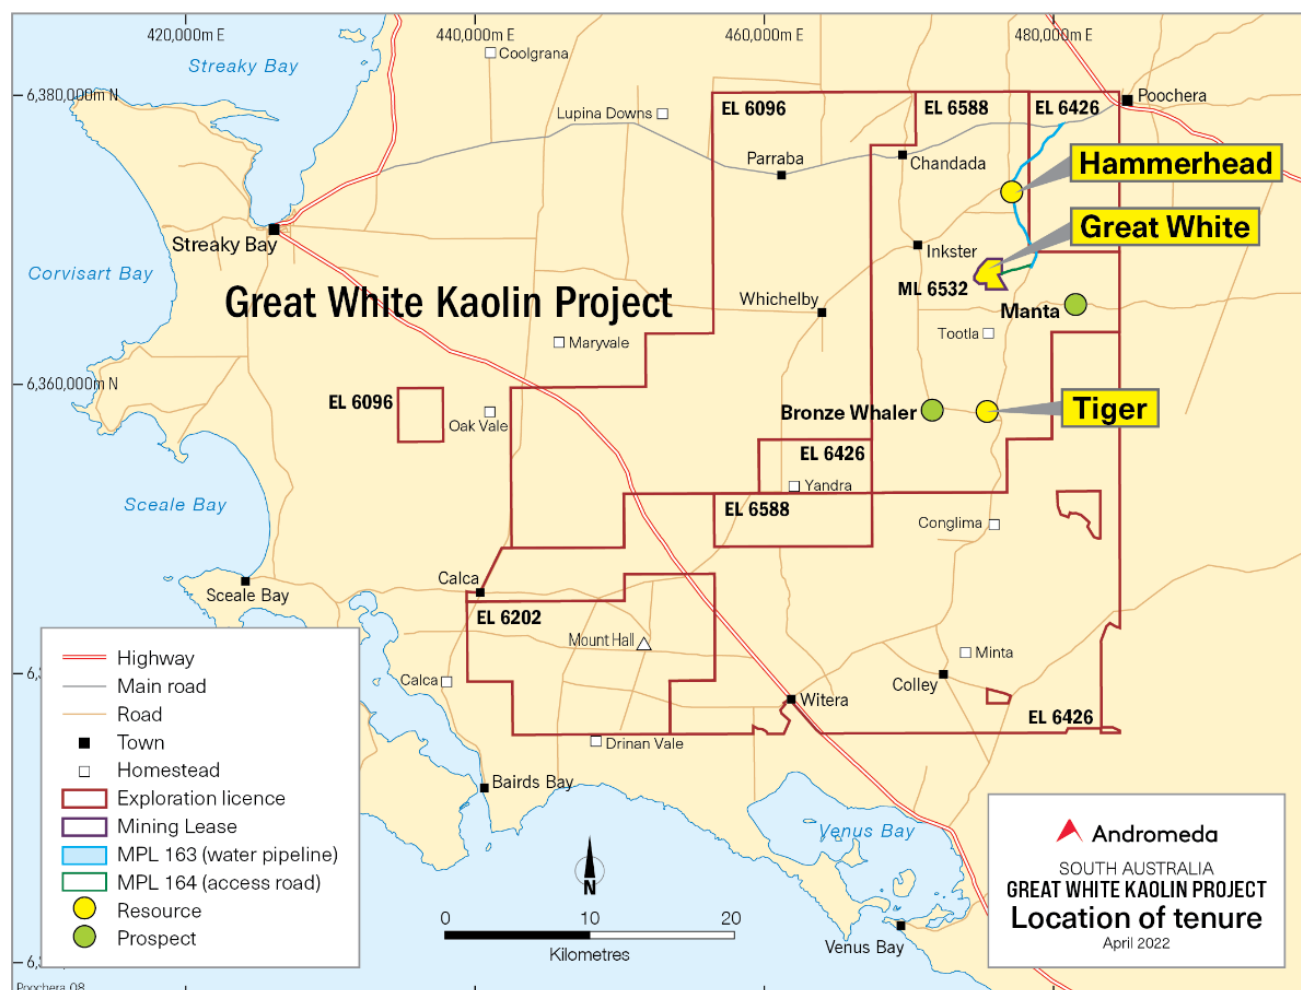 420,000m E
440,000m E
460,000m E
480,000m E
Coolgrana
Streaky Bay
6,380,000m N
Poochera
Lupina Downs
EL 6096
EL 6588
EL 6426
Parraba
Chandada
Hammerhead
Great White
Streaky Bay
Inkster
Corvisart Bay
ML 6532
Great White Kaolin Project
Whichelby
Manta
Tootla
Maryvale
6,360,000m N
EL 6096
Oak Vale
Bronze Whaler
Tiger
EL 6426
Yandra
Sceale Bay
EL 6588
Conglima
Calca
Sceale Bay
EL 6202
Mount Hall
Minta
Calca
Colley
Witera
EL 6426
Drinan Vale
Bairds Bay
Venus Bay
Venus Bay
Highway
Main road
Road
Town
Homestead
Exploration licence
Mining Lease
MPL 163 (water pipeline)
MPL 164 (access road)
Resource
Prospect
N
0 10 20
Kilometres
Andromeda
SOUTH AUSTRALIA
GREAT WHITE KAOLIN PROJECT
Location of tenure
April 2022
Poochera 08